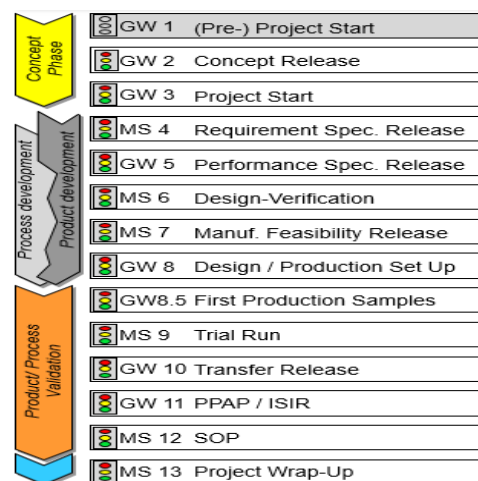 Concept
Phase
Process development
Product development
Product/ Process
Validation
GW 1 (Pre-) Project Start
GW 2 Concept Release
GW 3 Project Start
MS 4 Requirement Spec. Release
GW 5 Performance Spec. Release
MS 6 Design-Verification
MS 7 Manuf. Feasibility Release
GW 8 Design / Production Set Up
GW8.5 First Production Samples
MS 9 Trial Run
GW 10 Transfer Release
GW 11 PPAP / ISIR
MS 12 SOP
MS 13 Project Wrap-Up